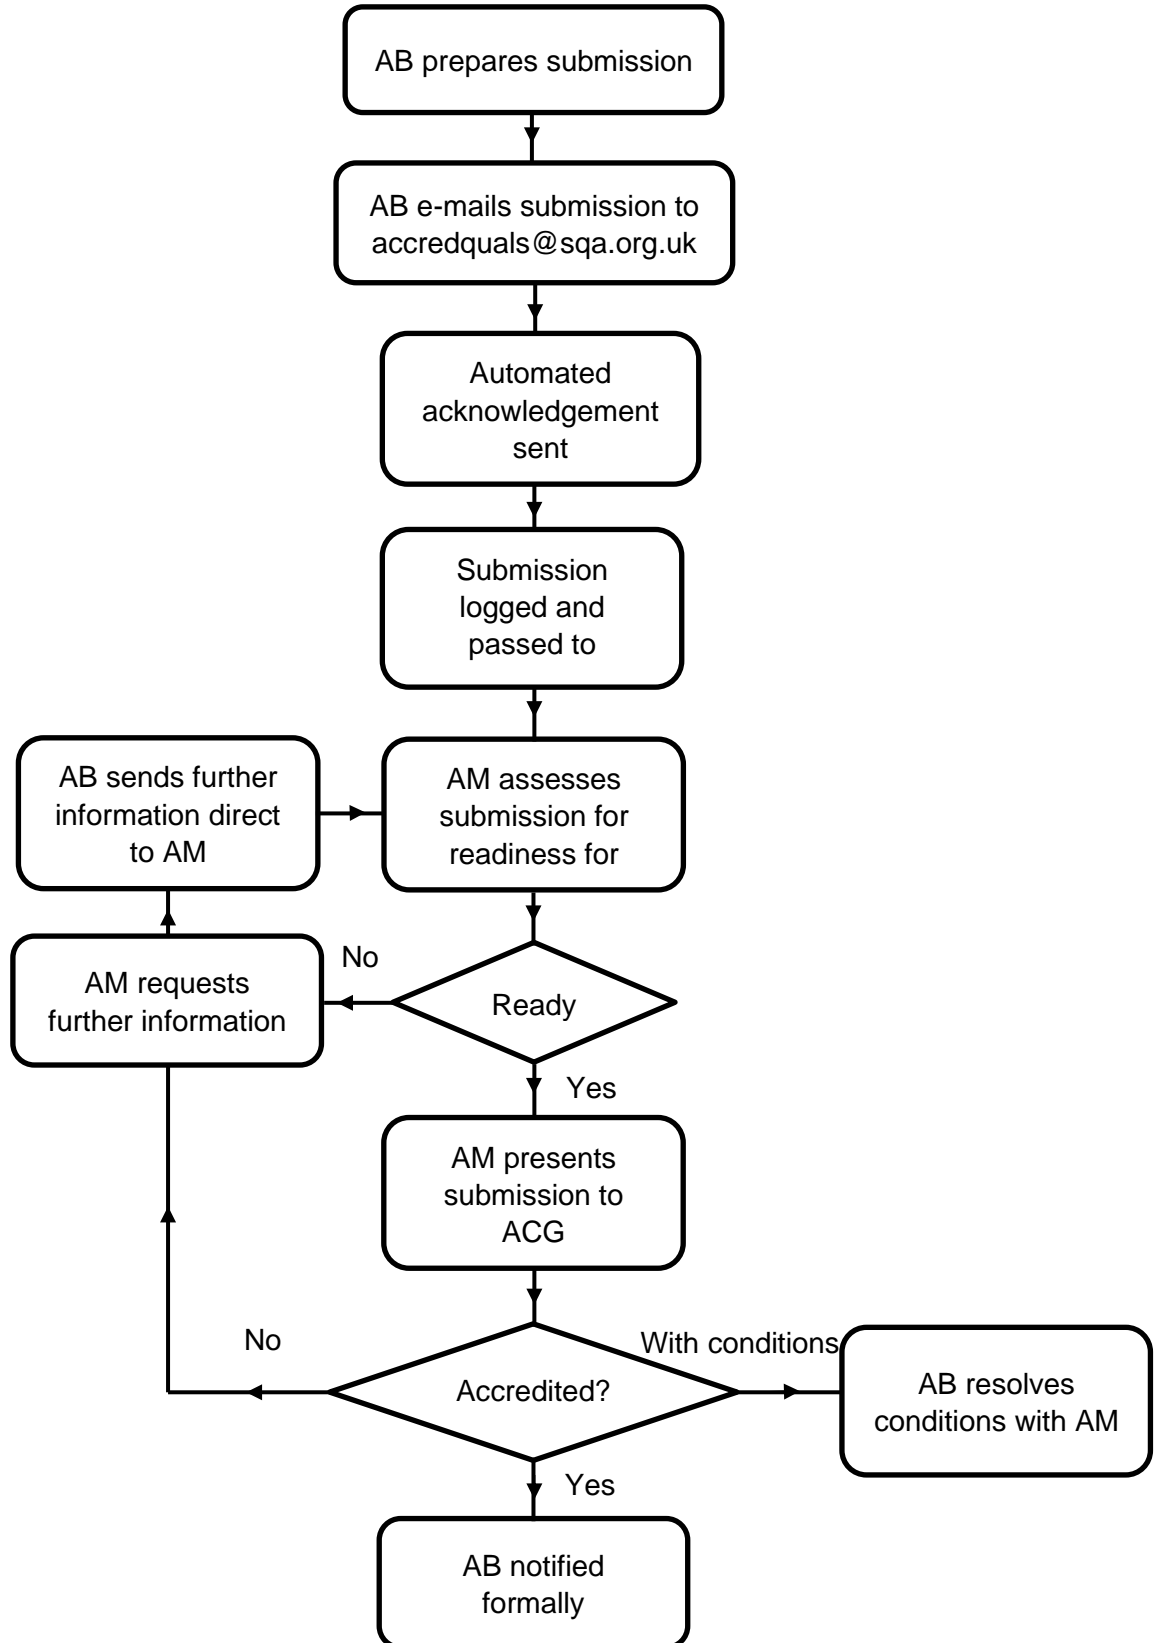 AB prepares submission
AB e-mails submission to
accredquals@sqa.org.uk
Automated
acknowledgement
sent
Submission
logged and
passed to
AB sends further
information direct
to AM
AM assesses
submission for
readiness for
AM requests
further information
No
Ready
Yes
AM presents
submission to
ACG
No
Accredited?
With conditions
AB resolves
conditions with AM
Yes
AB notified
formally